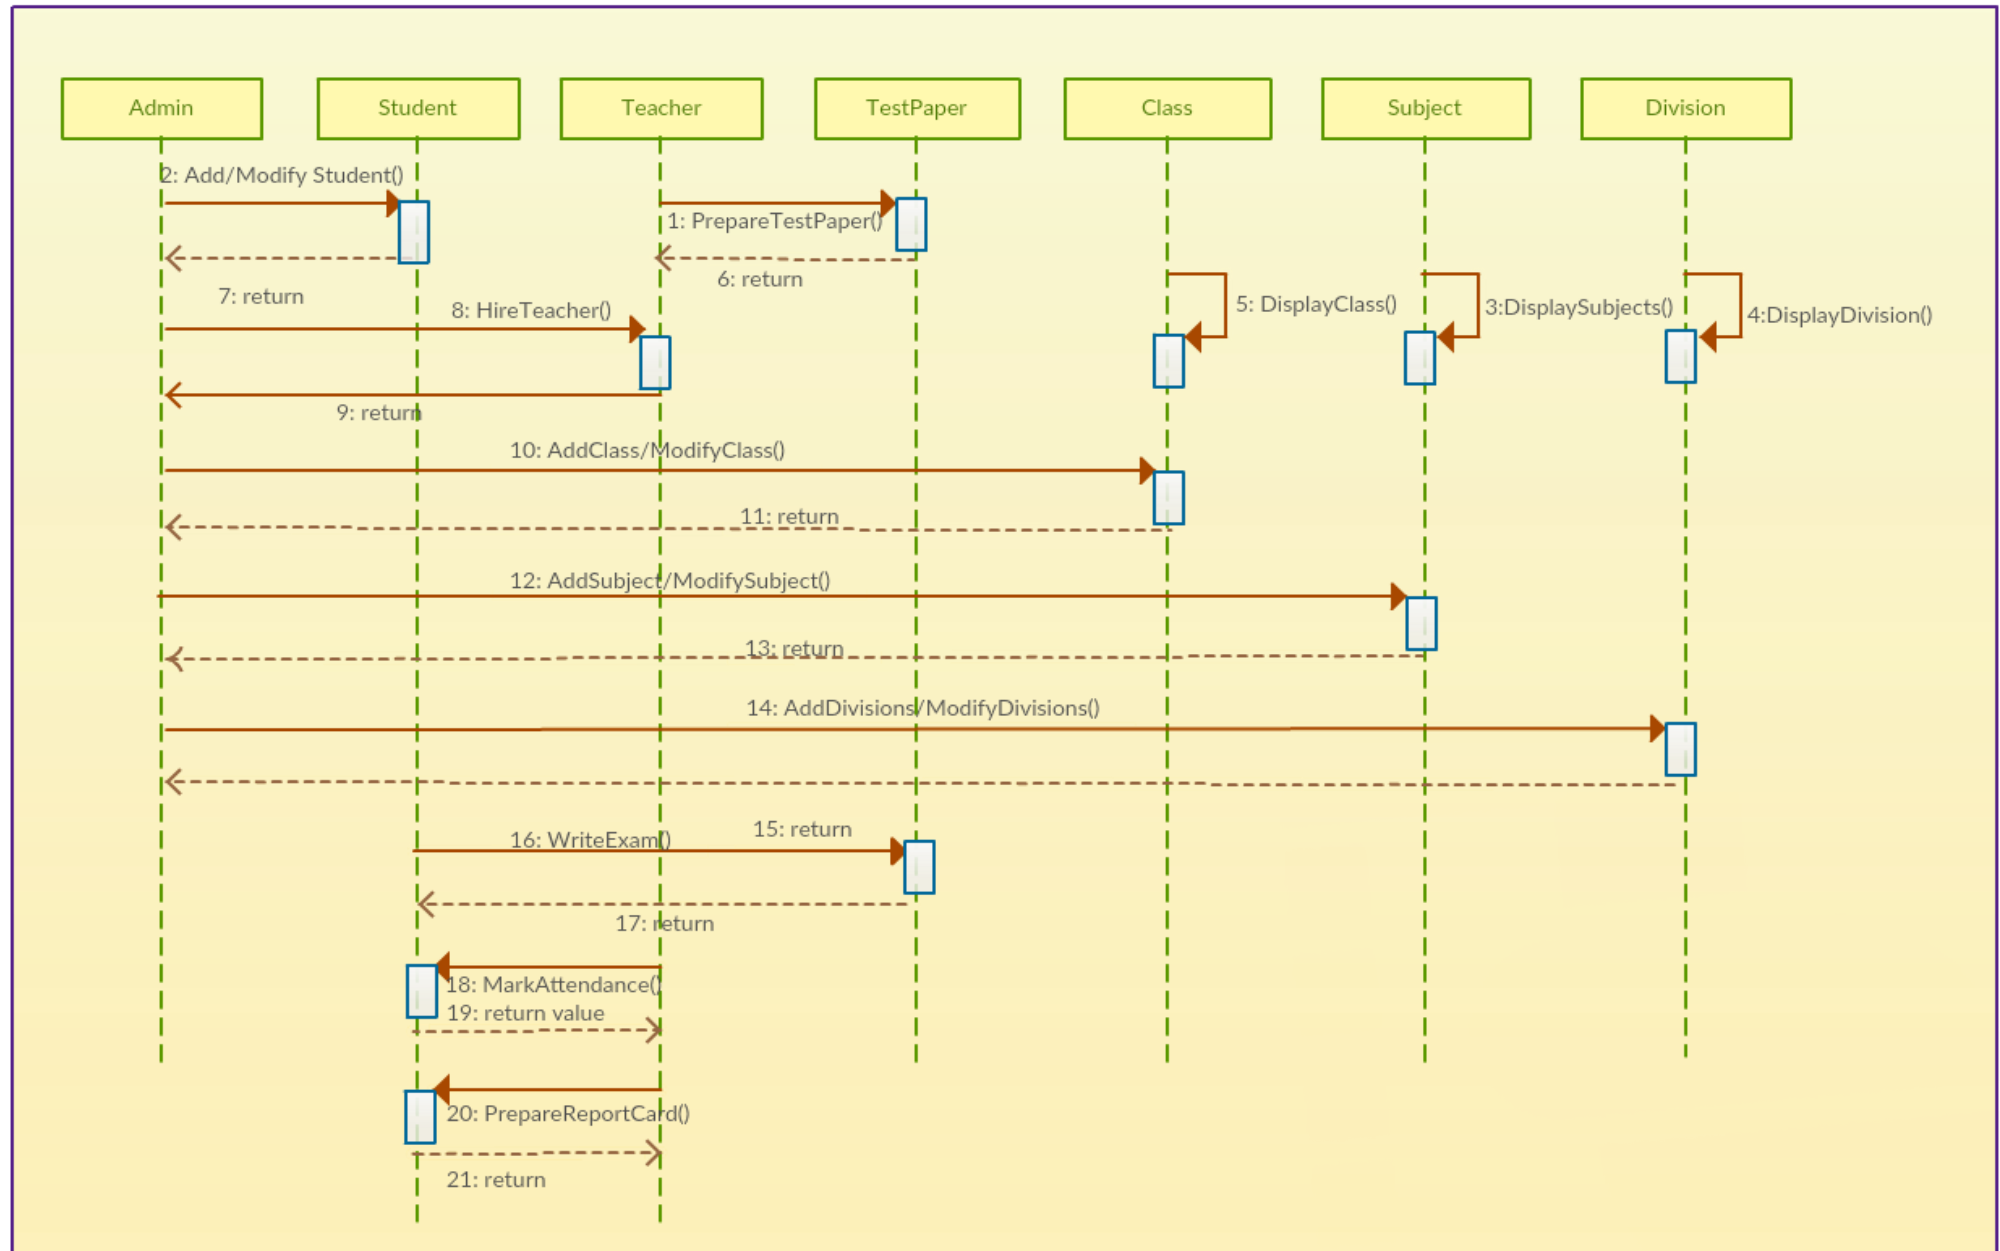 Admin
Student
Teacher
TestPaper
Class
Subject
Division
2: Add/Modify Student()
1: PrepareTestPaper()
6: return
7: return
8: HireTeacher()
5: DisplayClass()
3:DisplaySubjects()
4:DisplayDivision()
9: return
10: AddClass/ModifyClass()
11: return
12: AddSubject/ModifySubject()
13: return
14: AddDivisions/ModifyDivisions()
15: return
16: WriteExam()
17: return
18: MarkAttendance()
19: return value
20: PrepareReportCard()
21: return